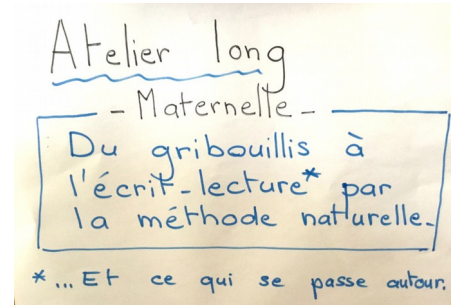 Atelier long
- Maternelle -
Du gribouillis à
l'écrit-lecture* par
la méthode naturelle.
*... Et ce qui se passe autour.